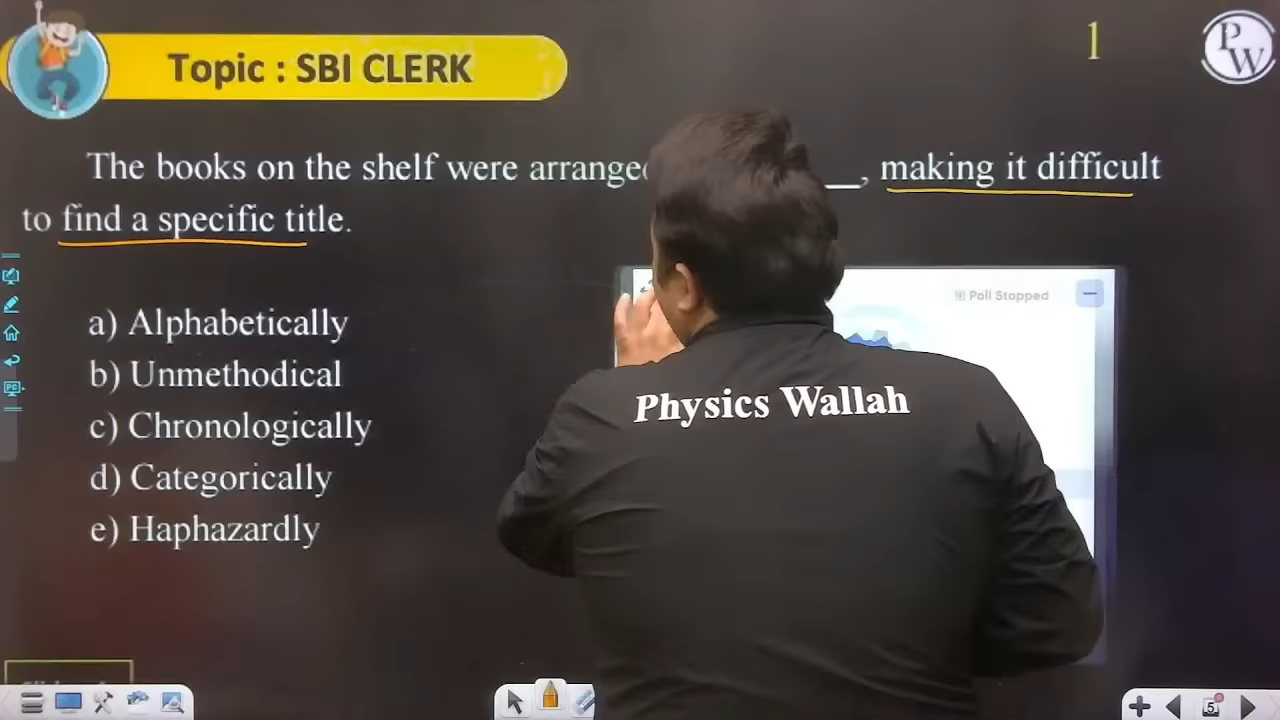 Topic : SBI CLERK
1
PW
The books on the shelf were arranged __, making it difficult
to find a specific title.
Poll Stopped
a) Alphabetically
b) Unmethodical
c) Chronologically
d) Categorically
e) Haphazardly
Physics Wallah
5